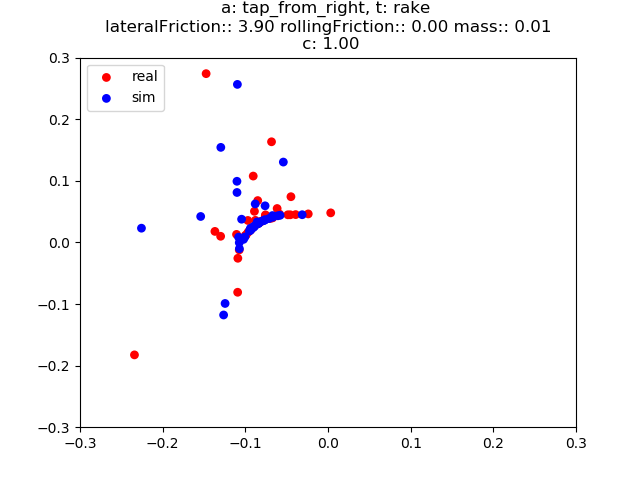 a: tap_from_right, t: rake
lateralFriction:: 3.90 rollingFriction:: 0.00 mass:: 0.01
c: 1.00
real
sim
0.3
0.2
0.1
0.0
−0.1
−0.2
−0.3
−0.3 −0.2 −0.1 0.0 0.1 0.2 0.3